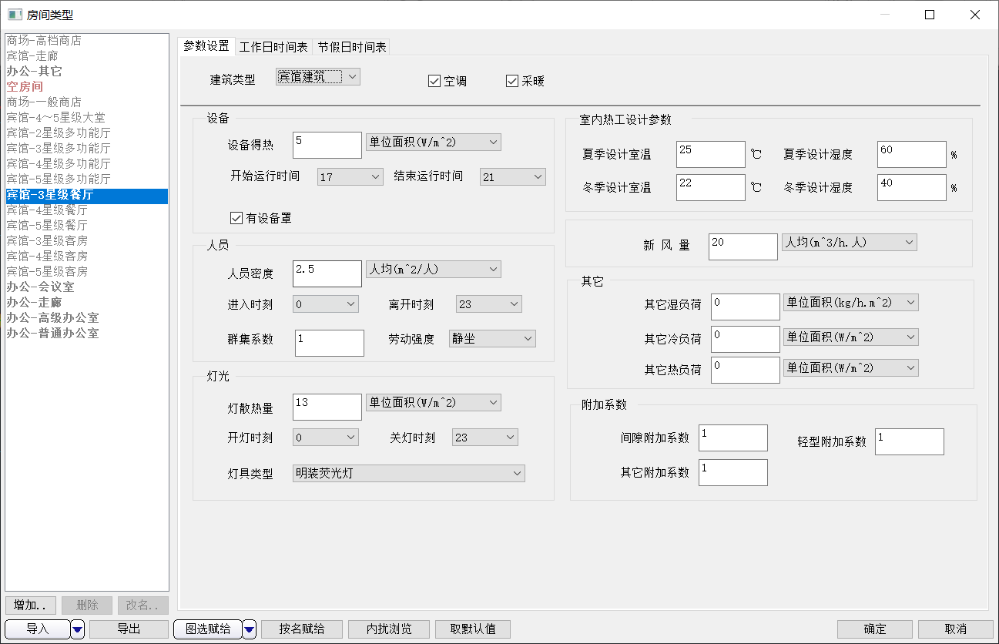 房间类型
商场-高档商店
宾馆-走廊
办公-其它
空房间
商场-一般商店
宾馆-4～5星级大堂
宾馆-2星级多功能厅
宾馆-3星级多功能厅
宾馆-4星级多功能厅
宾馆-5星级多功能厅
宾馆-3星级餐厅
宾馆-4星级餐厅
宾馆-5星级餐厅
宾馆-3星级客房
宾馆-4星级客房
宾馆-5星级客房
办公-会议室
办公-走廊
办公-高级办公室
办公-普通办公室
增加.. 删除 改名..
导入 导出
参数设置 工作日时间表 节假日时间表
建筑类型 宾馆建筑 空调 采暖
设备
设备得热 5 单位面积(W/m^2)
开始运行时间 17 结束运行时间 21
有设备罩
人员
人员密度 2.5 人均(m^2/人)
进入时刻 0 离开时刻 23
群集系数 1 劳动强度 静坐
灯光
灯散热量 13 单位面积(W/m^2)
开灯时刻 0 关灯时刻 23
灯具类型 明装荧光灯
室内热工设计参数
夏季设计室温 25 ℃ 夏季设计湿度 60 %
冬季设计室温 22 ℃ 冬季设计湿度 40 %
新 风 量 20 人均(m^3/h.人)
其它
其它湿负荷 0 单位面积(kg/h.m^2)
其它冷负荷 0 单位面积(W/m^2)
其它热负荷 0 单位面积(W/m^2)
附加系数
间隙附加系数 1 轻型附加系数 1
其它附加系数 1
图选赋给 按名赋给 内扰浏览 取默认值 确定 取消